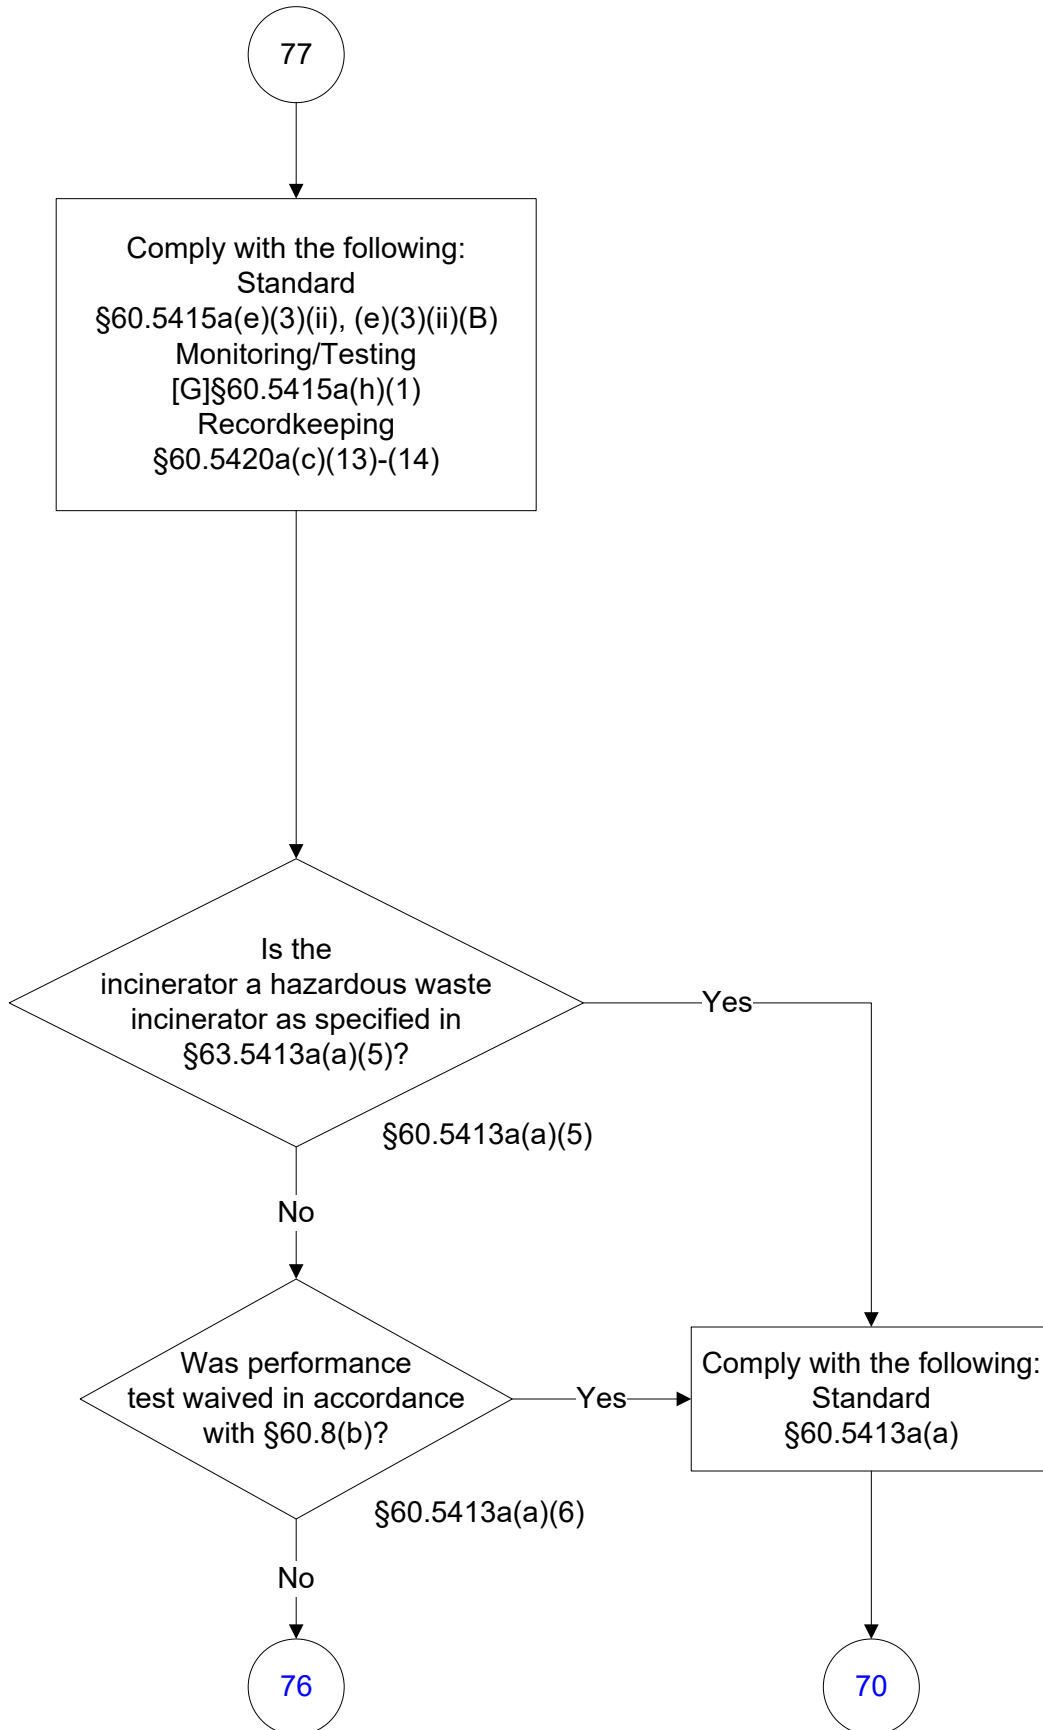 77
Comply with the following:
Standard
§60.5415a(e)(3)(ii), (e)(3)(ii)(B)
Monitoring/Testing
[G]§60.5415a(h)(1)
Recordkeeping
§60.5420a(c)(13)-(14)
Is the
incinerator a hazardous waste
incinerator as specified in
§63.5413a(a)(5)?
Yes
§60.5413a(a)(5)
No
Was performance
test waived in accordance
with §60.8(b)?
Yes
Comply with the following:
Standard
§60.5413a(a)
§60.5413a(a)(6)
No
76
70